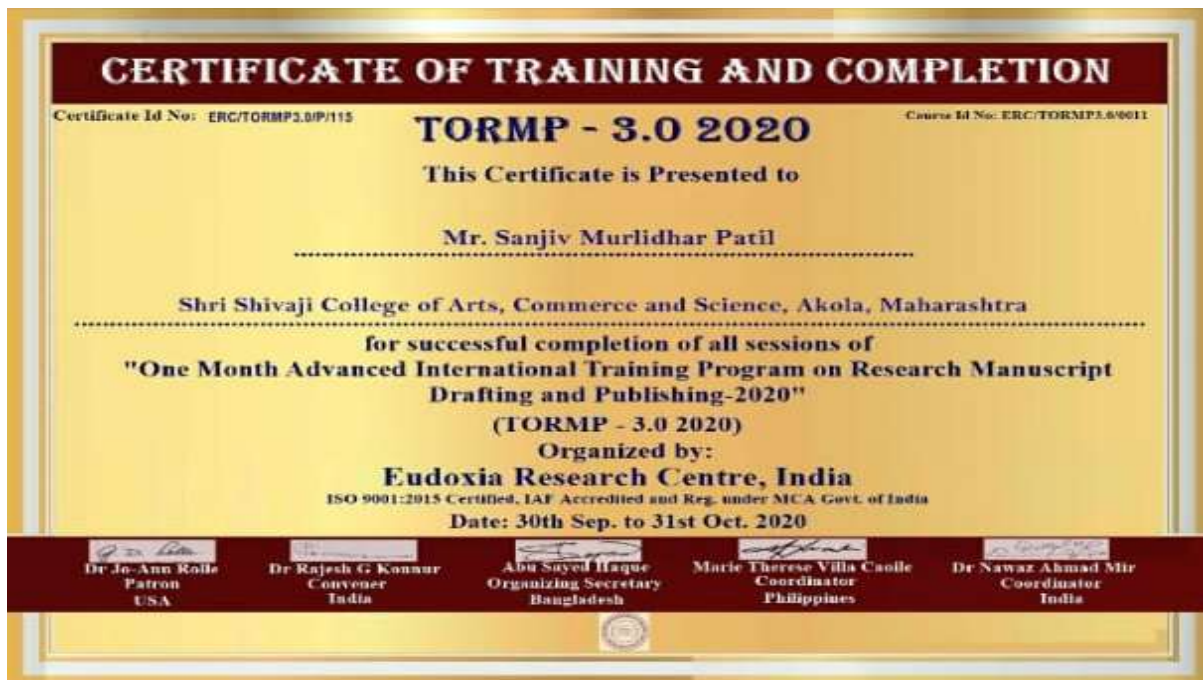 CERTIFICATE OF TRAINING AND COMPLETION
Certificate Id No: ERC/TORMP3.0/P/115
Course Id No: ERC/TORMP3.0/0011
TORMP - 3.0 2020
This Certificate is Presented to
Mr. Sanjiv Murlidhar Patil
Shri Shivaji College of Arts, Commerce and Science, Akola, Maharashtra
for successful completion of all sessions of
"One Month Advanced International Training Program on Research Manuscript
Drafting and Publishing-2020"
(TORMP - 3.0 2020)
Organized by:
Eudoxia Research Centre, India
ISO 9001:2015 Certified, IAF Accredited and Reg. under MCA Govt. of India
Date: 30th Sep. to 31st Oct. 2020
Dr Jo-Ann Rolle
Patron
USA
Dr Rajesh G Konnur
Convener
India
Abu Sayed Haque
Organizing Secretary
Bangladesh
Marie Therese Villa Caoile
Coordinator
Philippines
Dr Nawaz Ahmad Mir
Coordinator
India